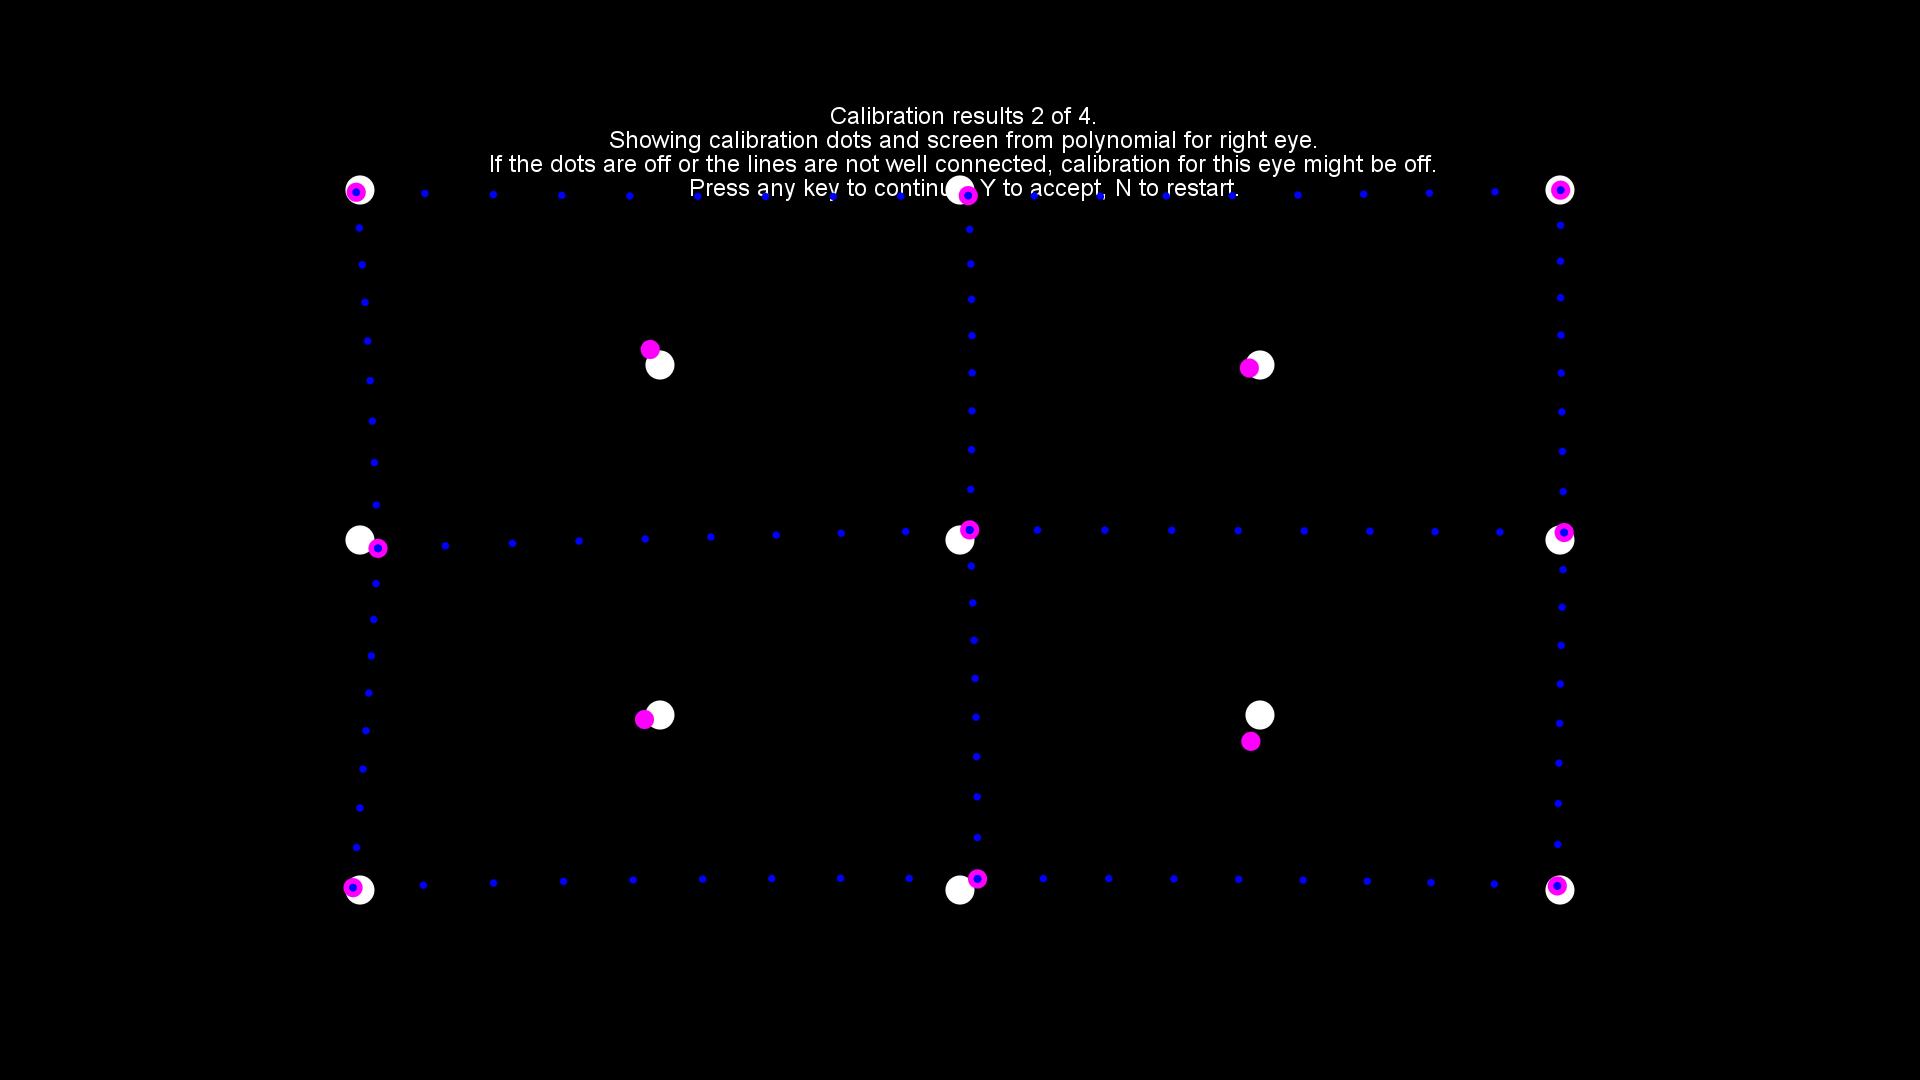 Calibration results 2 of 4.
Showing calibration dots and screen from polynomial for right eye.
If the dots are off or the lines are not well connected, calibration for this eye might be off.
Press any key to continue, Y to accept, N to restart.